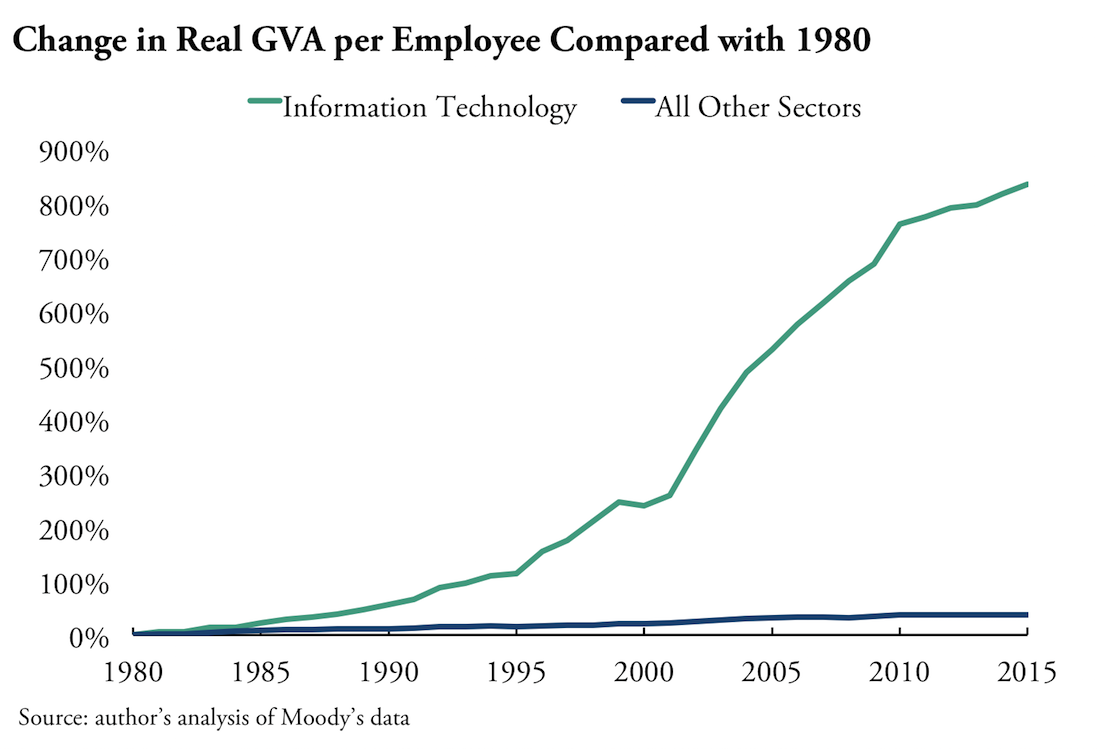 Change in Real GVA per Employee Compared with 1980
Information Technology All Other Sectors
900%
800%
700%
600%
500%
400%
300%
200%
100%
0%
1980 1985 1990 1995 2000 2005 2010 2015
Source: author’s analysis of Moody’s data